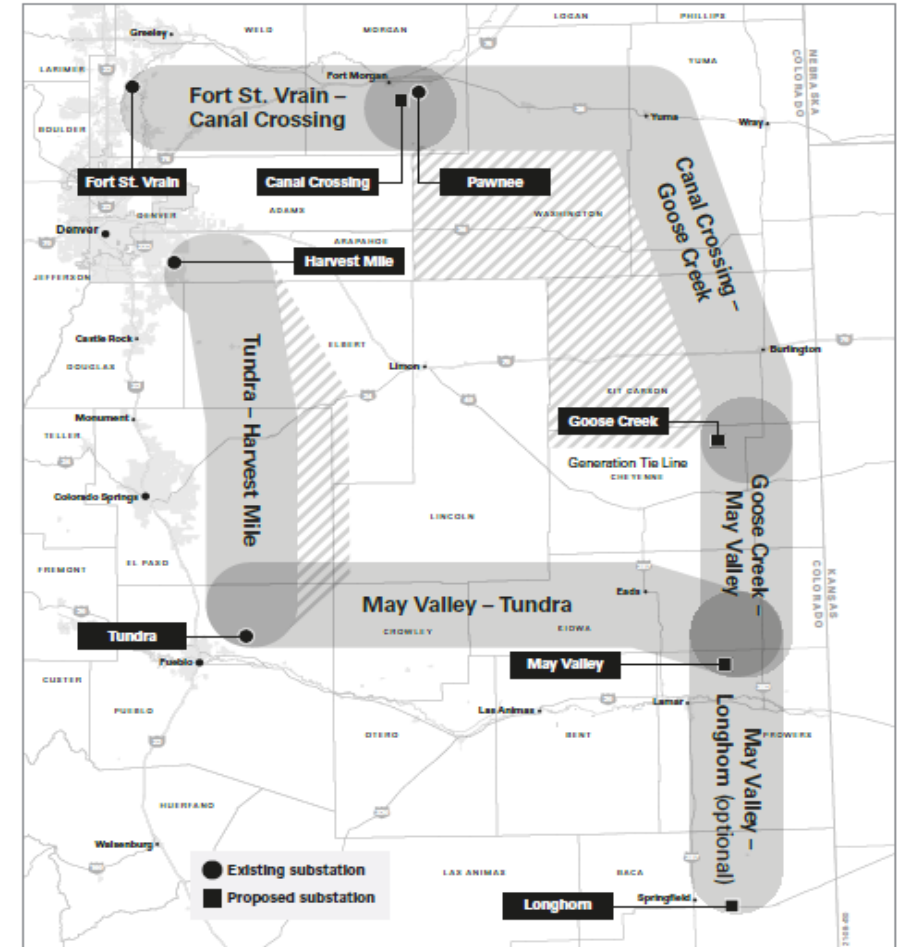 LOGAN
PHILLIPS
Greeley
WELD
MORGAN
YUMA
LARIMER
Fort Morgan
NEBRASKA
COLORADO
Fort St. Vrain –
Canal Crossing
Yuma
Wray
BOULDER
Fort St. Vrain
Canal Crossing
Pawnee
Canal Crossing –
Goose Creek
DENVER
ADAMS
WASHINGTON
Denver
ARAPAHOE
Harvest Mile
JEFFERSON
Castle Rock
ELBERT
Burlington
DOUGLAS
Limon
Tundra – Harvest Mile
KIT CARSON
Monument
Goose Creek
TELLER
Generation Tie Line
CHEYENNE
Colorado Springs
Goose Creek –
May Valley
LINCOLN
EL PASO
FREMONT
KANSAS
COLORADO
Eads
May Valley – Tundra
CROWLEY
KIOWA
Tundra
Pueblo
May Valley
CUSTER
Lamar
Las Animas
PUEBLO
OTERO
BENT
PROWERS
May Valley –
Longhorn (optional)
HUERFANO
Walsenburg
Existing substation
Proposed substation
LAS ANIMAS
BACA
Springfield
Longhorn